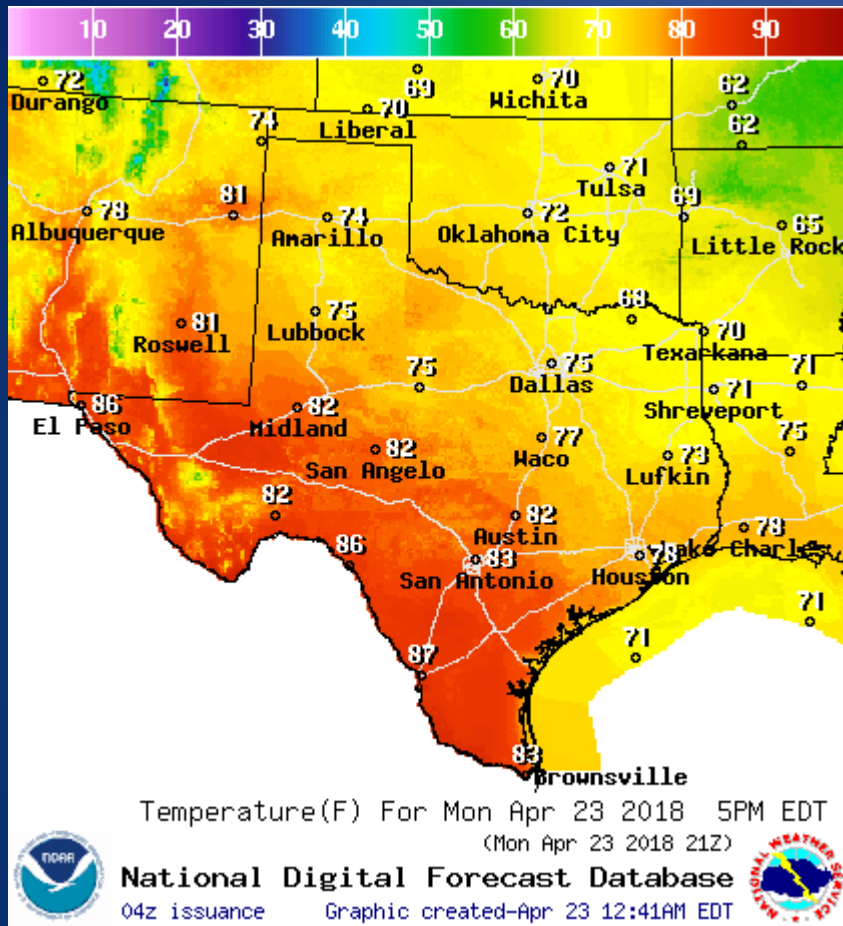 10 20 30 40 50 60 70 80 90
72
Durango
69
70
Wichita
62
70
Liberal
74
62
71
Tulsa
78
Albuquerque
81
74
Amarillo
72
Oklahoma City
69
65
Little Rock
81
Roswell
75
Lubbock
68
70
Texarkana
75
75
Dallas
71
Shreveport
71
86
El Paso
82
Midland
82
San Angelo
77
Waco
73
Lufkin
75
82
82
Austin
78
Lake Charles
86
83
San Antonio
78
Houston
71
71
87
83
Brownsville
Temperature(F) For Mon Apr 23 2018 5PM EDT
(Mon Apr 23 2018 21Z)
National Digital Forecast Database
04z issuance Graphic created-Apr 23 12:41AM EDT
noaa
NATIONAL WEATHER SERVICE